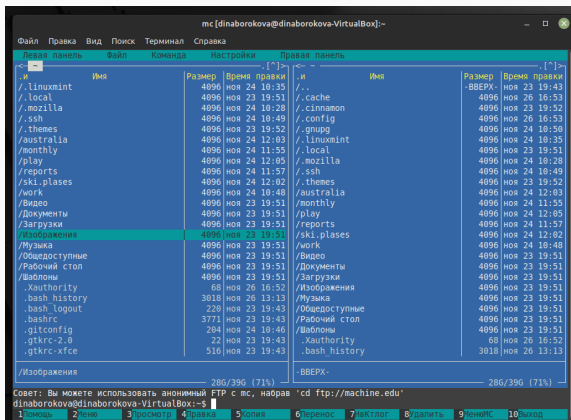 mc [dinaborokova@dinaborokova-VirtualBox]:~
Файл Правка Вид Поиск Терминал Справка
Левая панель Файл Команда Настройки Правая панель
<- ~ .[^]> <- ~ .[^]>
.и Имя Размер Время правки .и Имя Размер Время правки
/.linuxmint 4096 ноя 24 10:35 /.. -ВВЕРХ- ноя 23 19:43
/.local 4096 ноя 23 19:51 /.cache 4096 ноя 26 16:53
/.mozilla 4096 ноя 24 10:28 /.cinnamon 4096 ноя 23 19:52
/.ssh 4096 ноя 24 10:49 /.config 4096 ноя 26 16:53
/.themes 4096 ноя 23 19:52 /.gnupg 4096 ноя 24 10:50
/australia 4096 ноя 24 12:03 /.linuxmint 4096 ноя 24 10:35
/monthly 4096 ноя 24 11:55 /.local 4096 ноя 23 19:51
/play 4096 ноя 24 12:05 /.mozilla 4096 ноя 24 10:28
/reports 4096 ноя 24 11:57 /.ssh 4096 ноя 24 10:49
/ski.plases 4096 ноя 24 12:02 /.themes 4096 ноя 23 19:52
/work 4096 ноя 24 10:48 /australia 4096 ноя 24 12:03
/Видео 4096 ноя 23 19:51 /monthly 4096 ноя 24 11:55
/Документы 4096 ноя 23 19:51 /play 4096 ноя 24 12:05
/Загрузки 4096 ноя 23 19:51 /reports 4096 ноя 24 11:57
/Изображения 4096 ноя 23 19:51 /ski.plases 4096 ноя 24 12:02
/Музыка 4096 ноя 23 19:51 /work 4096 ноя 24 10:48
/Общедоступные 4096 ноя 23 19:51 /Видео 4096 ноя 23 19:51
/Рабочий стол 4096 ноя 23 19:51 /Документы 4096 ноя 23 19:51
/Шаблоны 4096 ноя 23 19:51 /Загрузки 4096 ноя 23 19:51
.Xauthority 68 ноя 26 16:52 /Изображения 4096 ноя 23 19:51
.bash_history 3018 ноя 26 13:13 /Музыка 4096 ноя 23 19:51
.bash_logout 220 ноя 23 19:43 /Общедоступные 4096 ноя 23 19:51
.bashrc 3771 ноя 23 19:43 /Рабочий стол 4096 ноя 23 19:51
.gitconfig 204 ноя 24 10:46 /Шаблоны 4096 ноя 23 19:51
.gtkrc-2.0 22 ноя 23 19:43 .Xauthority 68 ноя 26 16:52
.gtkrc-xfce 516 ноя 23 19:43 .bash_history 3018 ноя 26 13:13
/Изображения -ВВЕРХ-
28G/39G (71%) 28G/39G (71%)
Совет: Вы можете использовать анонимный FTP с mc, набрав 'cd ftp://machine.edu'
dinaborokova@dinaborokova-VirtualBox:~$
1Помощь 2Меню 3Просмотр 4Правка 5Копия 6Перенос 7НвКтлог 8Удалить 9МенюMC 10Выход